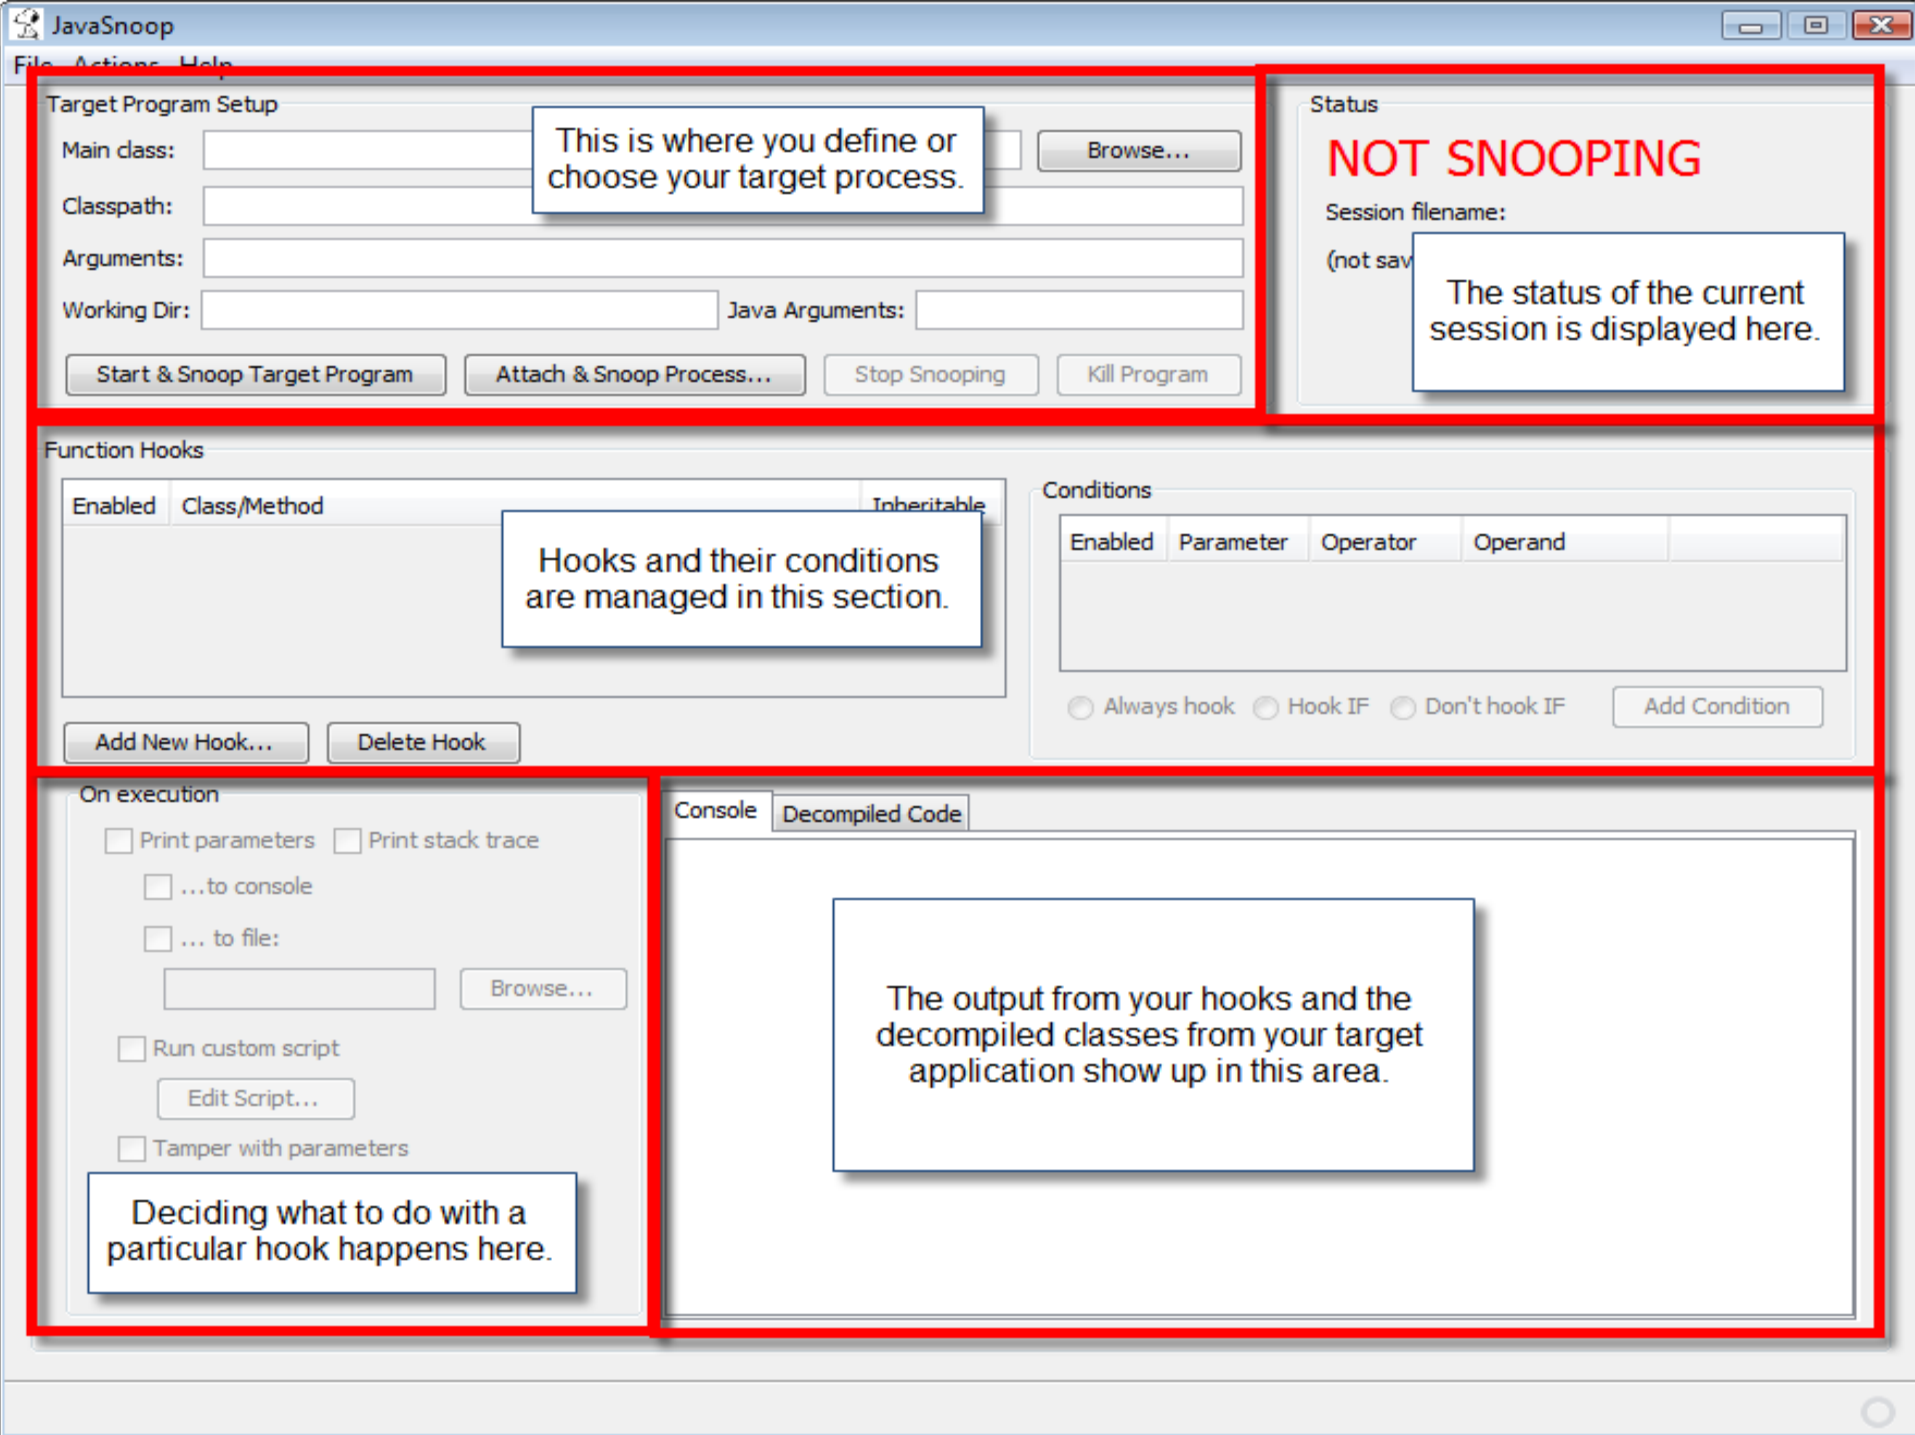 JavaSnoop
File Actions Help
Target Program Setup
Main class:
Browse...
Classpath:
Arguments:
Working Dir:
Java Arguments:
Start & Snoop Target Program
Attach & Snoop Process...
Stop Snooping
Kill Program
This is where you define or
choose your target process.
Status
NOT SNOOPING
Session filename:
(not sav
The status of the current
session is displayed here.
Function Hooks
Enabled Class/Method Inheritable
Hooks and their conditions
are managed in this section.
Add New Hook...
Delete Hook
Conditions
Enabled Parameter Operator Operand
Always hook Hook IF Don't hook IF
Add Condition
On execution
Print parameters Print stack trace
...to console
... to file:
Browse...
Run custom script
Edit Script...
Tamper with parameters
Deciding what to do with a
particular hook happens here.
Console Decompiled Code
The output from your hooks and the
decompiled classes from your target
application show up in this area.